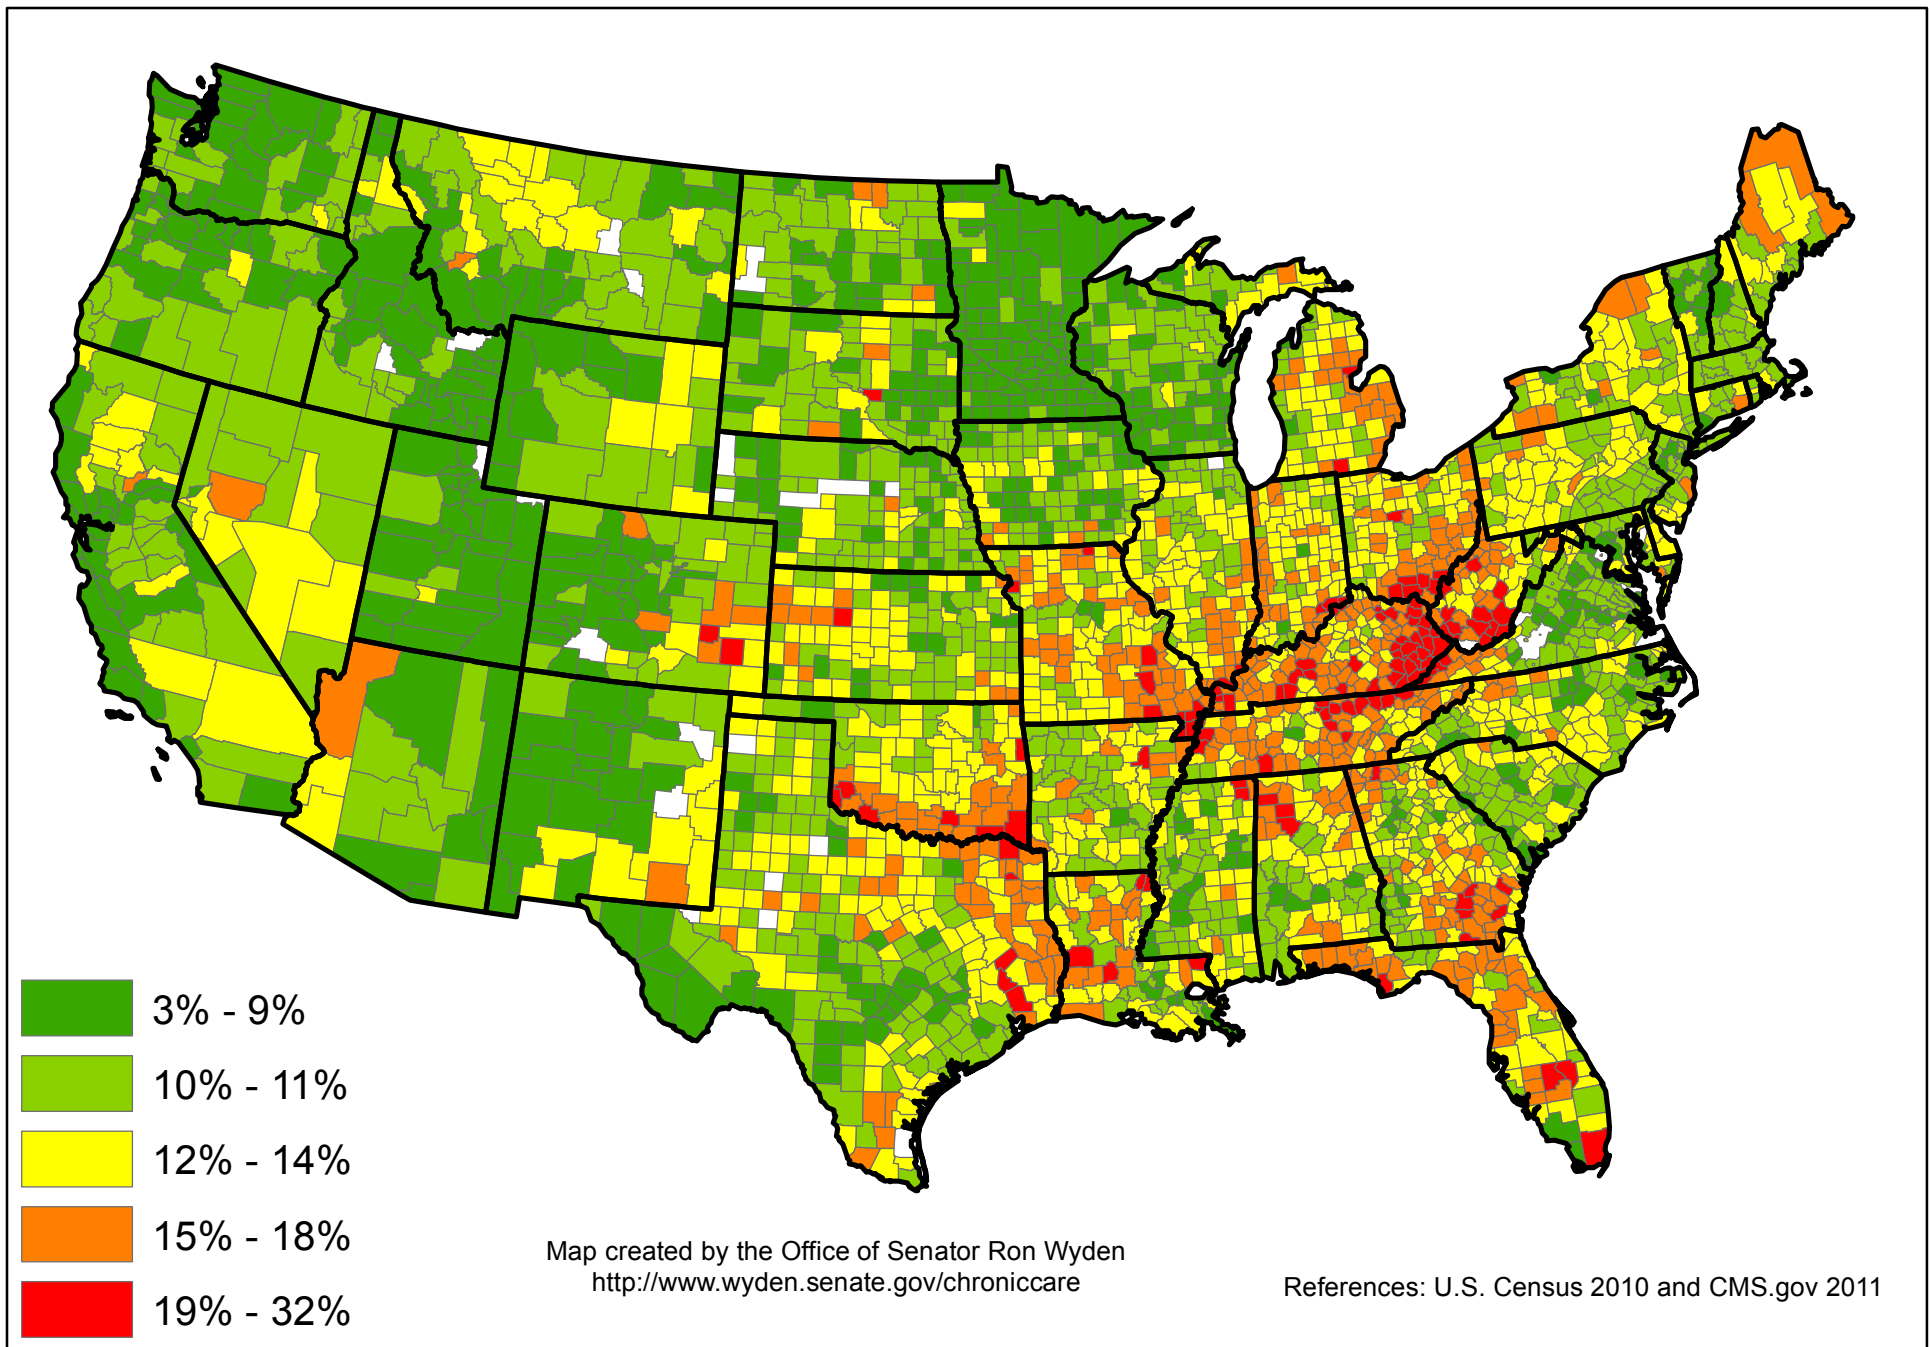 3% - 9%
10% - 11%
12% - 14%
15% - 18%
19% - 32%
Map created by the Office of Senator Ron Wyden
http://www.wyden.senate.gov/chroniccare
References: U.S. Census 2010 and CMS.gov 2011